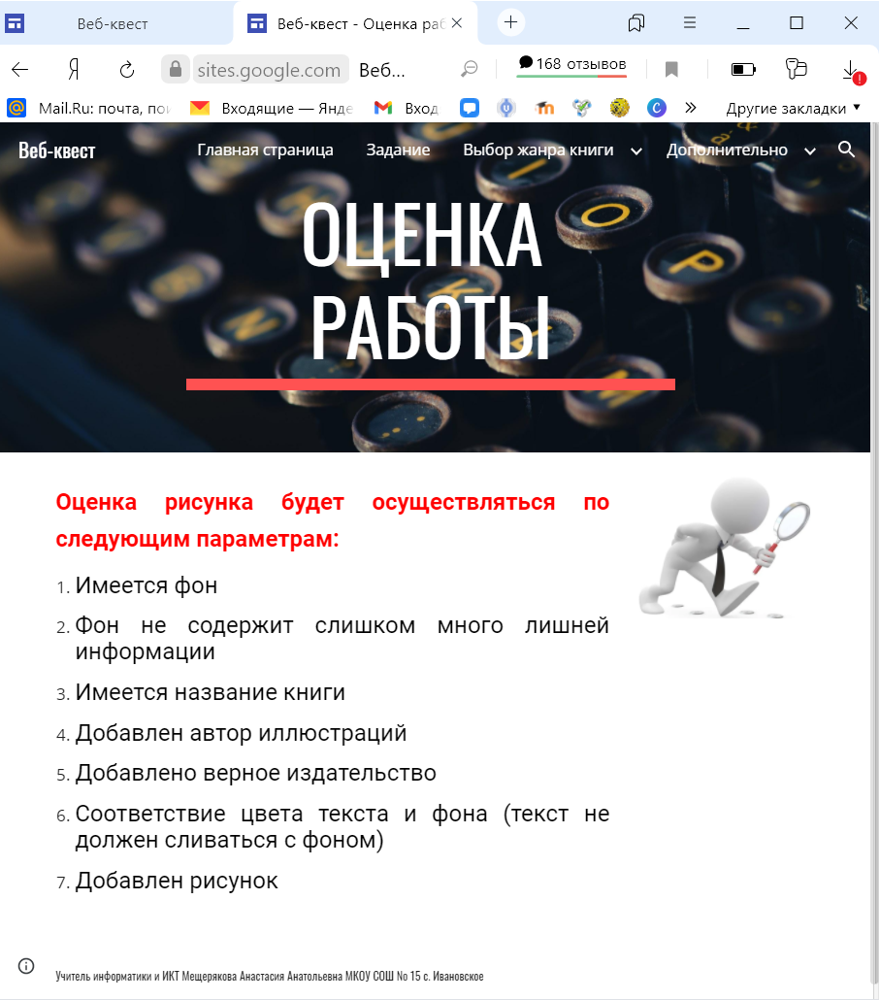 Веб-квест
Веб-квест - Оценка раб
sites.google.com Веб... 168 отзывов
Mail.Ru: почта, пои Входящие — Янде Вход Другие закладки
Веб-квест Главная страница Задание Выбор жанра книги Дополнительно
ОЦЕНКА
РАБОТЫ
Оценка рисунка будет осуществляться по
следующим параметрам:
1. Имеется фон
2. Фон не содержит слишком много лишней
информации
3. Имеется название книги
4. Добавлен автор иллюстраций
5. Добавлено верное издательство
6. Соответствие цвета текста и фона (текст не
должен сливаться с фоном)
7. Добавлен рисунок
Учитель информатики и ИКТ Мещерякова Анастасия Анатольевна МКОУ СОШ No 15 с. Ивановское